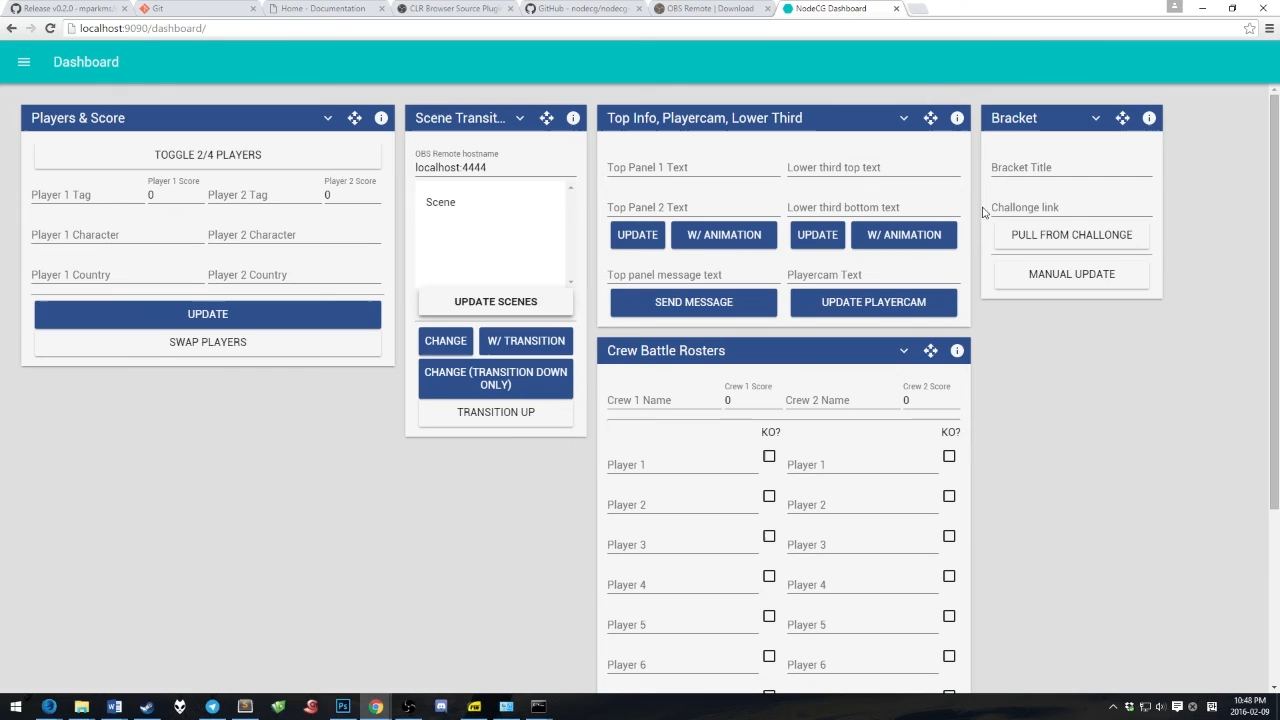 Release v0.2.0 - mparkms/
Git
Home - Documentation
CLR Browser Source Plugin
GitHub - nodecg/nodecg
OBS Remote | Download
NodeCG Dashboard
localhost:9090/dashboard/
Dashboard
Players & Score
TOGGLE 2/4 PLAYERS
Player 1 Score
Player 2 Score
Player 1 Tag
0
Player 2 Tag
0
Player 1 Character
Player 2 Character
Player 1 Country
Player 2 Country
UPDATE
SWAP PLAYERS
Scene Transit...
OBS Remote hostname
localhost:4444
Scene
UPDATE SCENES
CHANGE
W/ TRANSITION
CHANGE (TRANSITION DOWN
ONLY)
TRANSITION UP
Top Info, Playercam, Lower Third
Top Panel 1 Text
Lower third top text
Top Panel 2 Text
Lower third bottom text
UPDATE
W/ ANIMATION
UPDATE
W/ ANIMATION
Top panel message text
Playercam Text
SEND MESSAGE
UPDATE PLAYERCAM
Crew Battle Rosters
Crew 1 Score
Crew 2 Score
Crew 1 Name
0
Crew 2 Name
0
KO?
KO?
Player 1
Player 1
Player 2
Player 2
Player 3
Player 3
Player 4
Player 4
Player 5
Player 5
Player 6
Player 6
Bracket
Bracket Title
Challonge link
PULL FROM CHALLONGE
MANUAL UPDATE
10:48 PM
2016-02-09